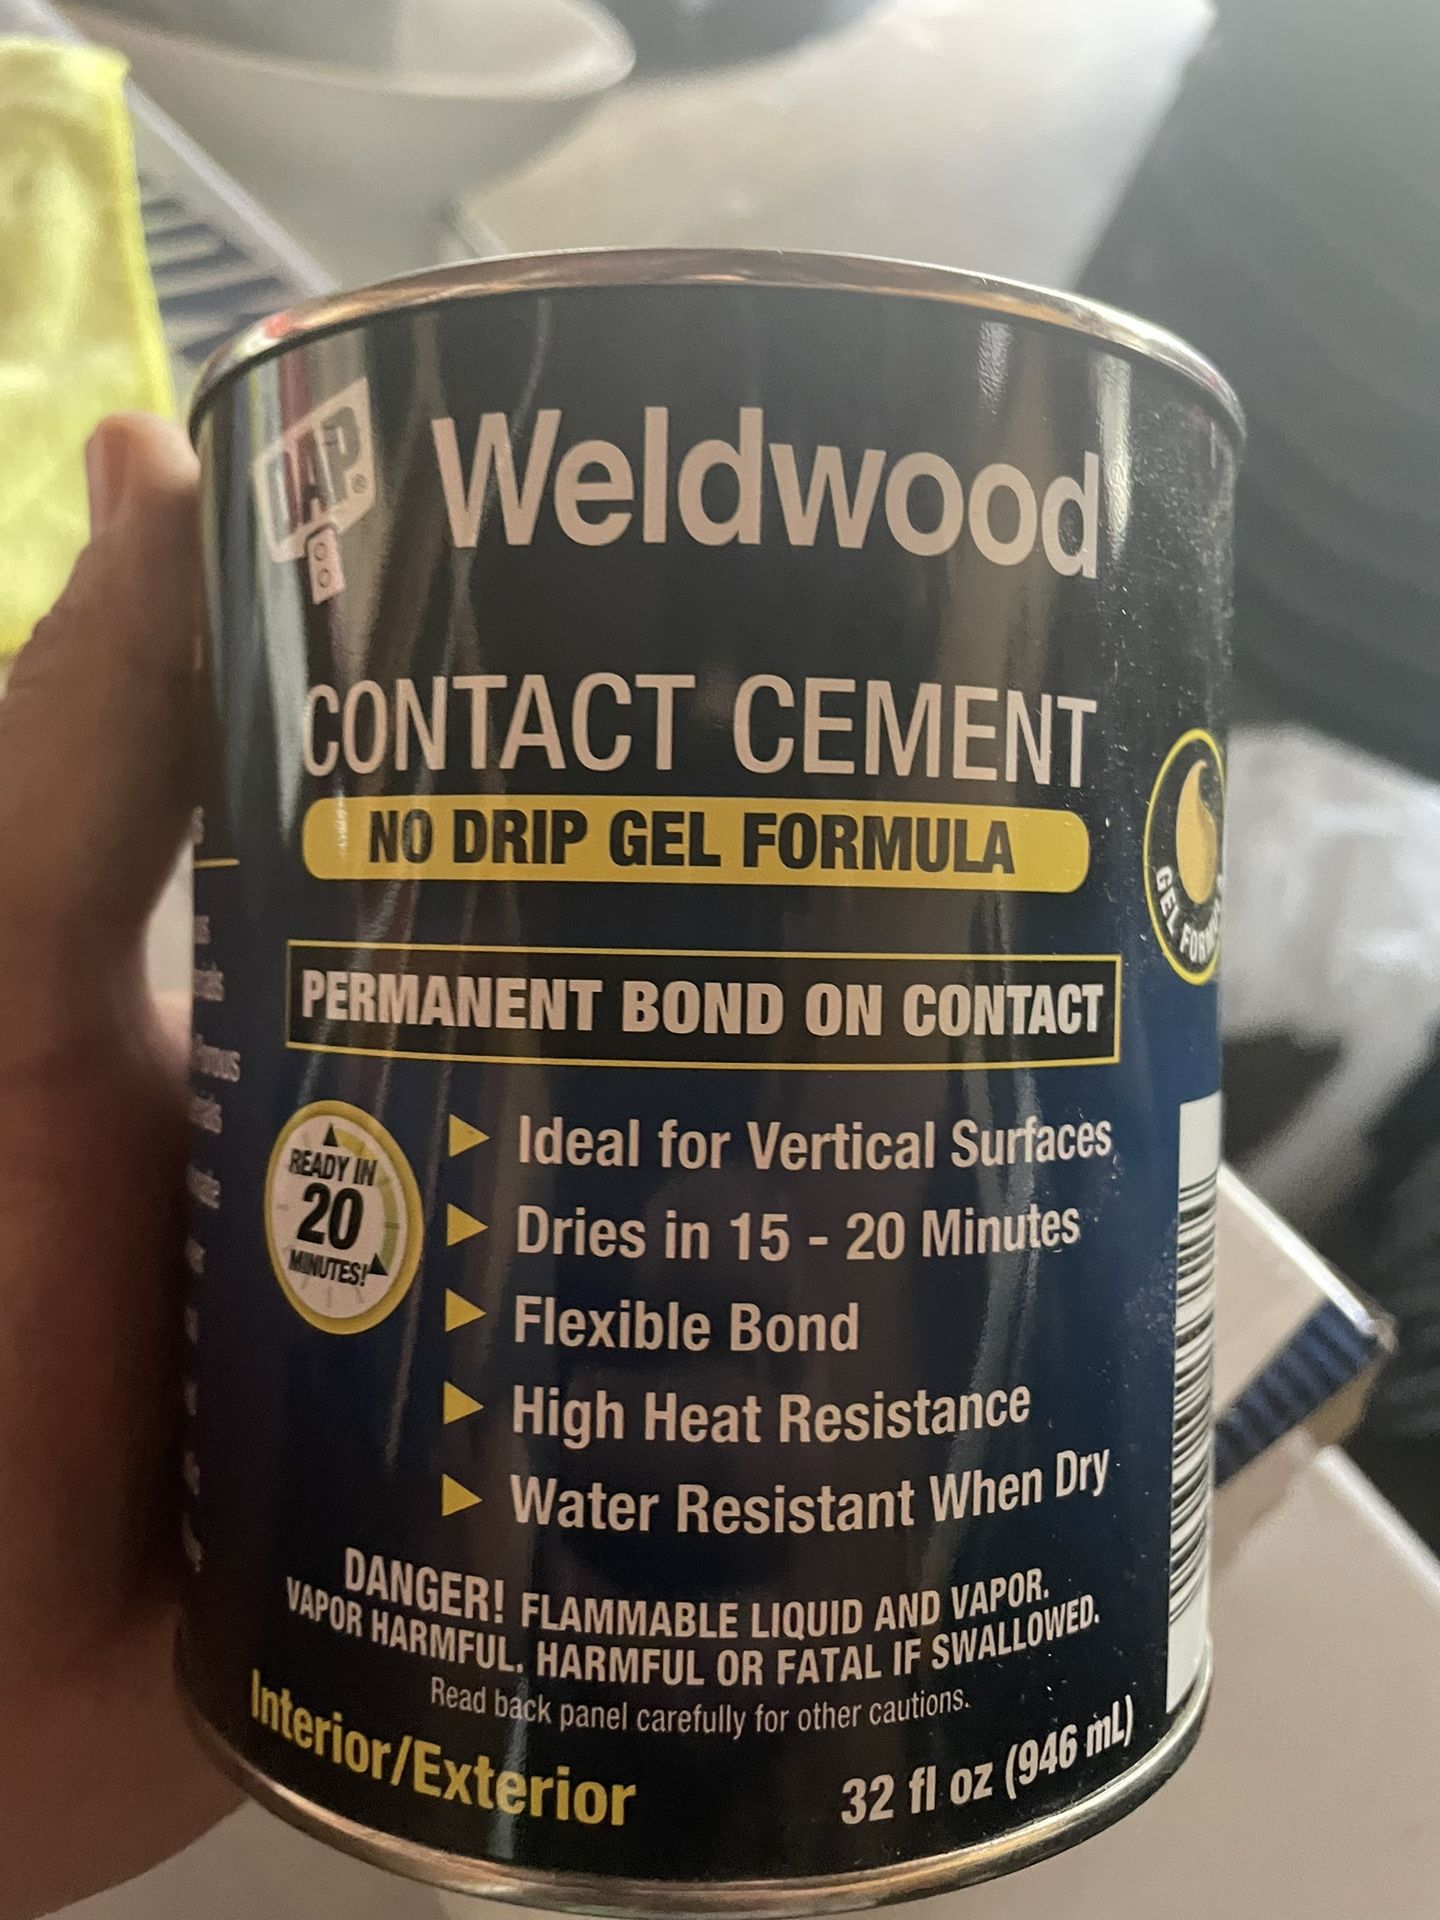 DAP®
Weldwood
CONTACT CEMENT
NO DRIP GEL FORMULA
GEL FORMULA
PERMANENT BOND ON CONTACT
READY IN
20
MINUTES!
Ideal for Vertical Surfaces
Dries in 15 - 20 Minutes
Flexible Bond
High Heat Resistance
Water Resistant When Dry
DANGER! FLAMMABLE LIQUID AND VAPOR.
VAPOR HARMFUL. HARMFUL OR FATAL IF SWALLOWED.
Read back panel carefully for other cautions.
Interior/Exterior
32 fl oz (946 mL)